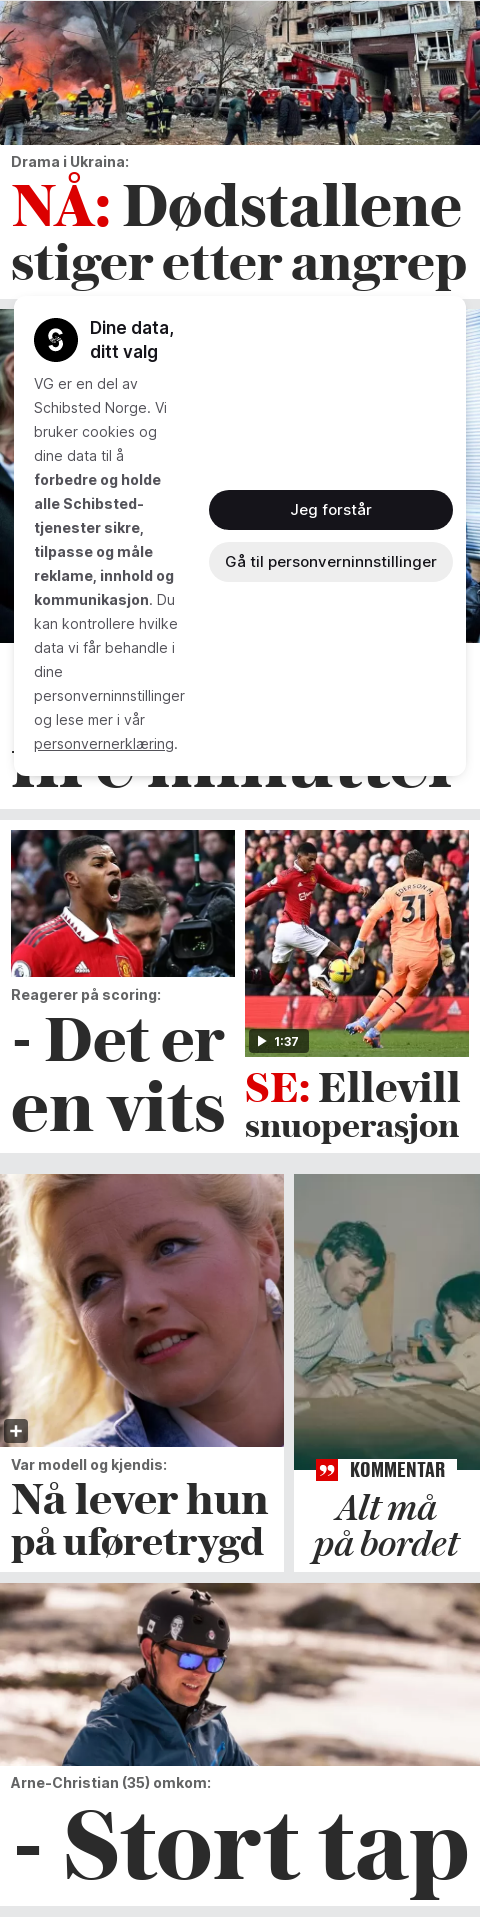 Drama i Ukraina:
NÅ: Dødstallene
stiger etter angrep
Dine data,
ditt valg
VG er en del av
Schibsted Norge. Vi
bruker cookies og
dine data til å
forbedre og holde
alle Schibsted-
tjenester sikre,
tilpasse og måle
reklame, innhold og
kommunikasjon. Du
kan kontrollere hvilke
data vi får behandle i
dine
personverninnstillinger
og lese mer i vår
personvernerklæring.
Jeg forstår
Gå til personverninnstillinger
EDERSON M.
31
1:37
Reagerer på scoring:
- Det er
en vits
SE: Ellevill
snuoperasjon
Var modell og kjendis:
Nå lever hun
på uføretrygd
KOMMENTAR
Alt må
på bordet
Arne-Christian (35) omkom:
- Stort tap